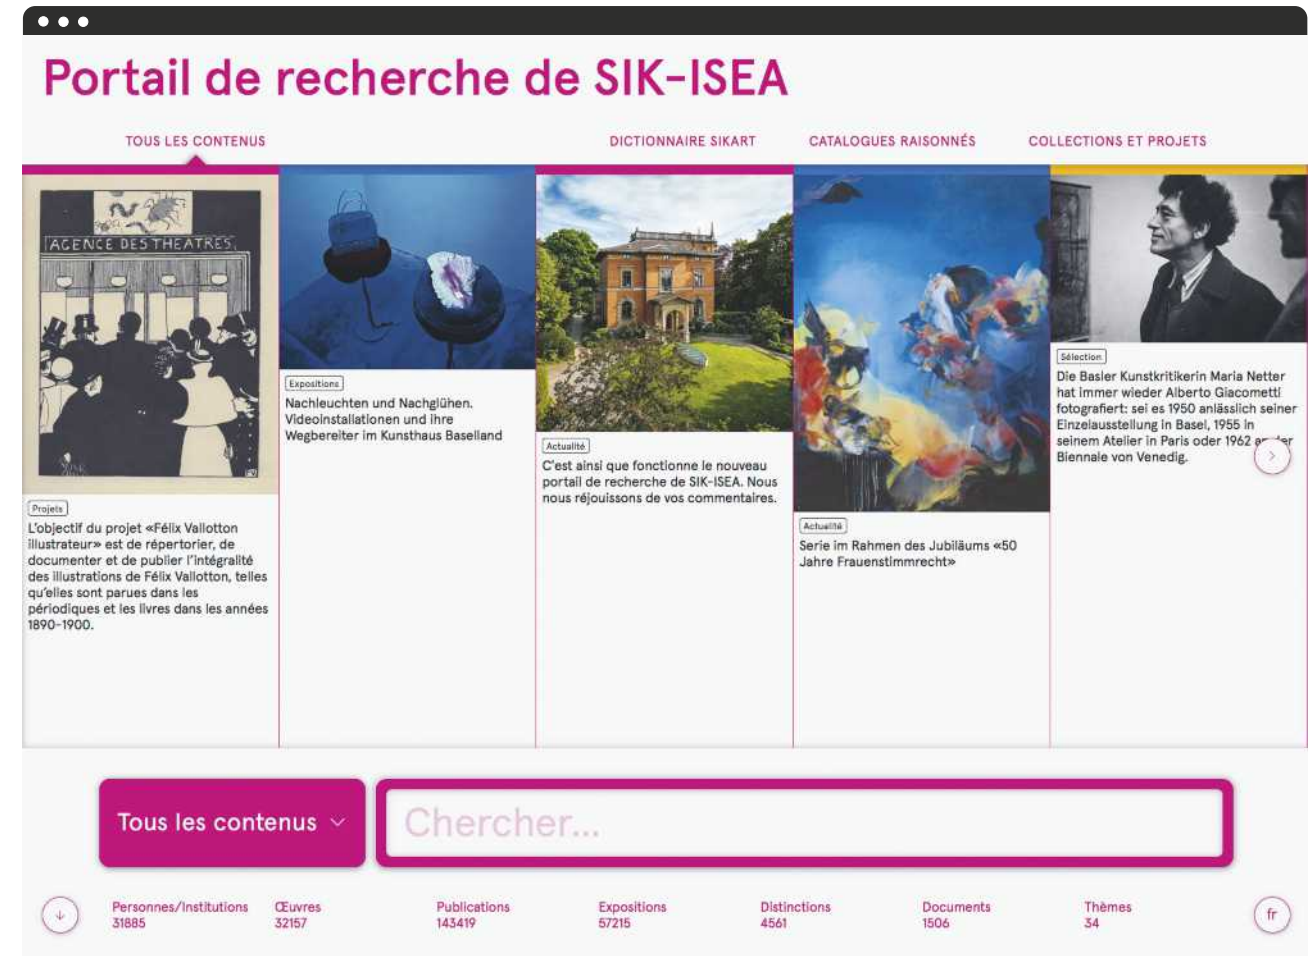 Portail de recherche de SIK-ISEA
TOUS LES CONTENUS
DICTIONNAIRE SIKART
CATALOGUES RAISONNÉS
COLLECTIONS ET PROJETS
AGENCE DES THEATRES
Projets
L'objectif du projet «Félix Vallotton
illustrateur» est de répertorier, de
documenter et de publier l'intégralité
des illustrations de Félix Vallotton, telles
qu'elles sont parues dans les
périodiques et les livres dans les années
1890-1900.
Expositions
Nachleuchten und Nachglühen.
Videoinstallationen und ihre
Wegbereiter im Kunsthaus Baselland
Actualité
C'est ainsi que fonctionne le nouveau
portail de recherche de SIK-ISEA. Nous
nous réjouissons de vos commentaires.
Actualité
Serie im Rahmen des Jubiläums «50
Jahre Frauenstimmrecht»
Sélection
Die Basler Kunstkritikerin Maria Netter
hat immer wieder Alberto Giacometti
fotografiert: sei es 1950 anlässlich seiner
Einzelausstellung in Basel, 1955 in
seinem Atelier in Paris oder 1962 an der
Biennale von Venedig.
Tous les contenus
Chercher...
Personnes/Institutions
31885
Œuvres
32157
Publications
143419
Expositions
57215
Distinctions
4561
Documents
1506
Thèmes
34
fr